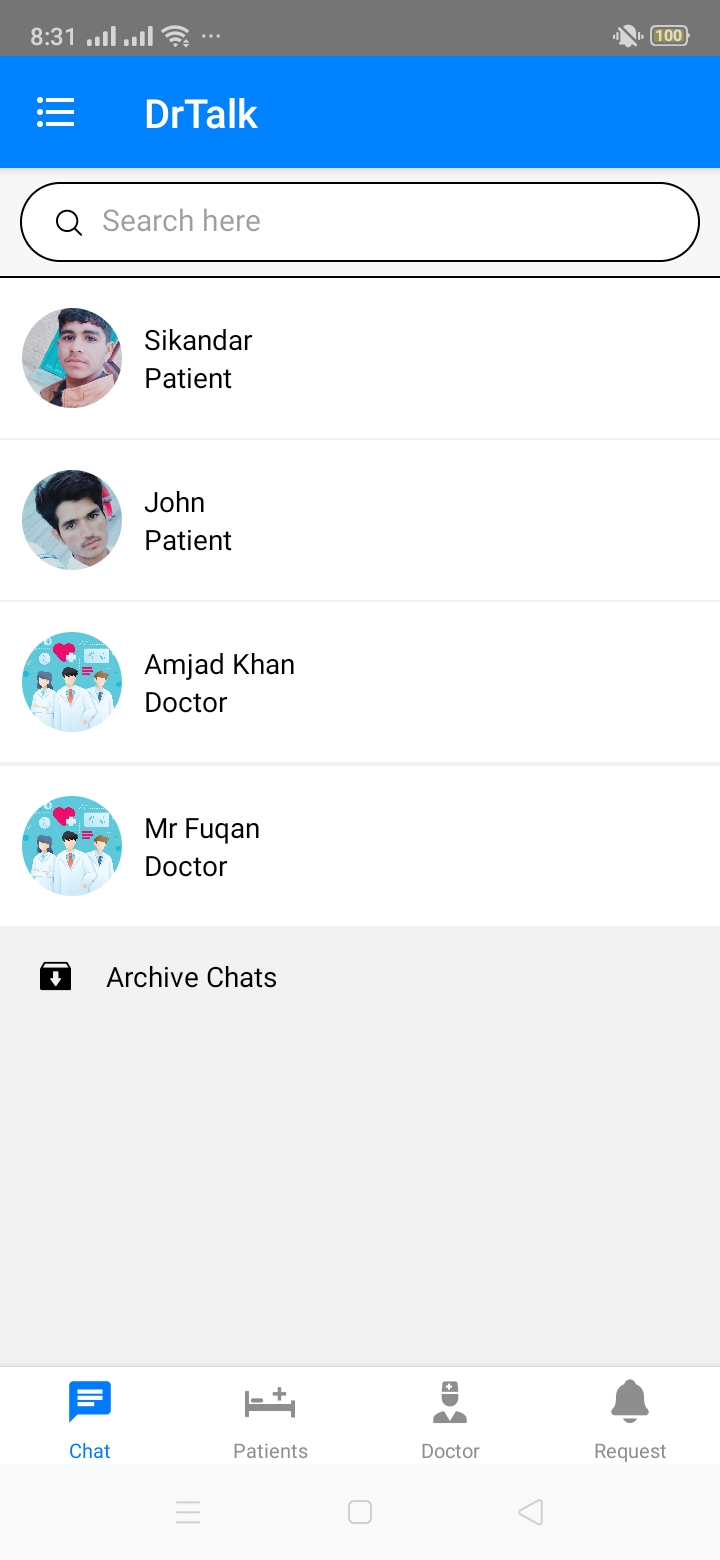 8:31
100
DrTalk
Search here
Sikandar
Patient
John
Patient
Amjad Khan
Doctor
Mr Fuqan
Doctor
Archive Chats
Chat
Patients
Doctor
Request